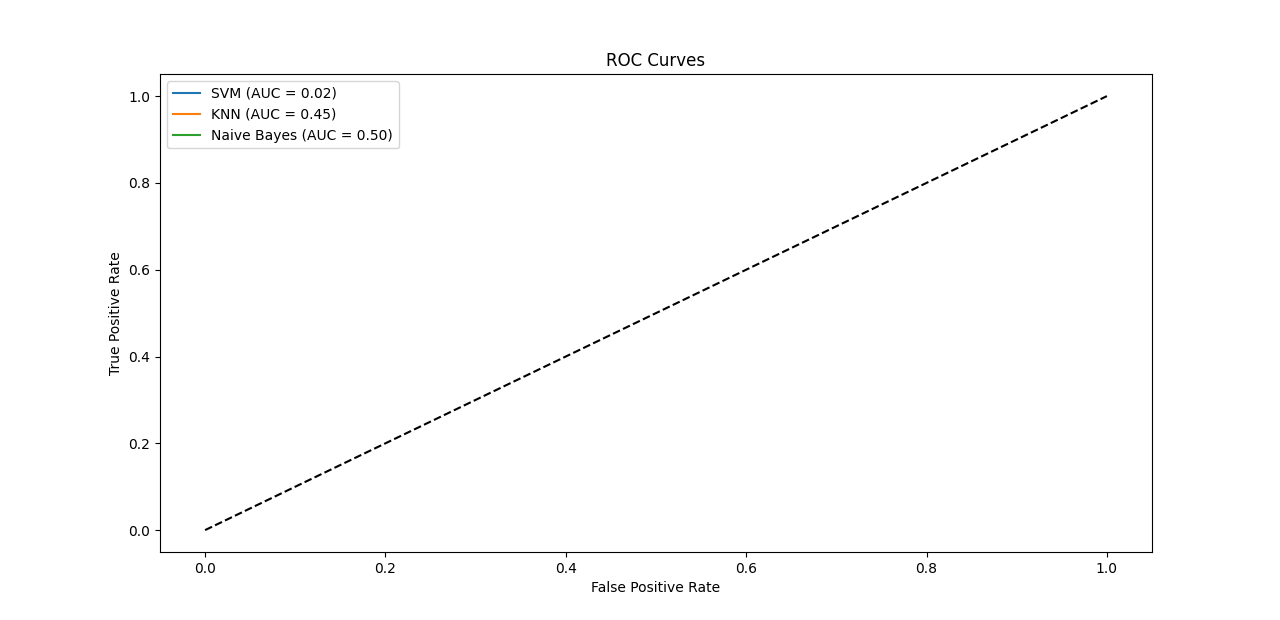 ROC Curves
SVM (AUC = 0.02)
KNN (AUC = 0.45)
Naive Bayes (AUC = 0.50)
True Positive Rate
1.0
0.8
0.6
0.4
0.2
0.0
0.0 0.2 0.4 0.6 0.8 1.0
False Positive Rate